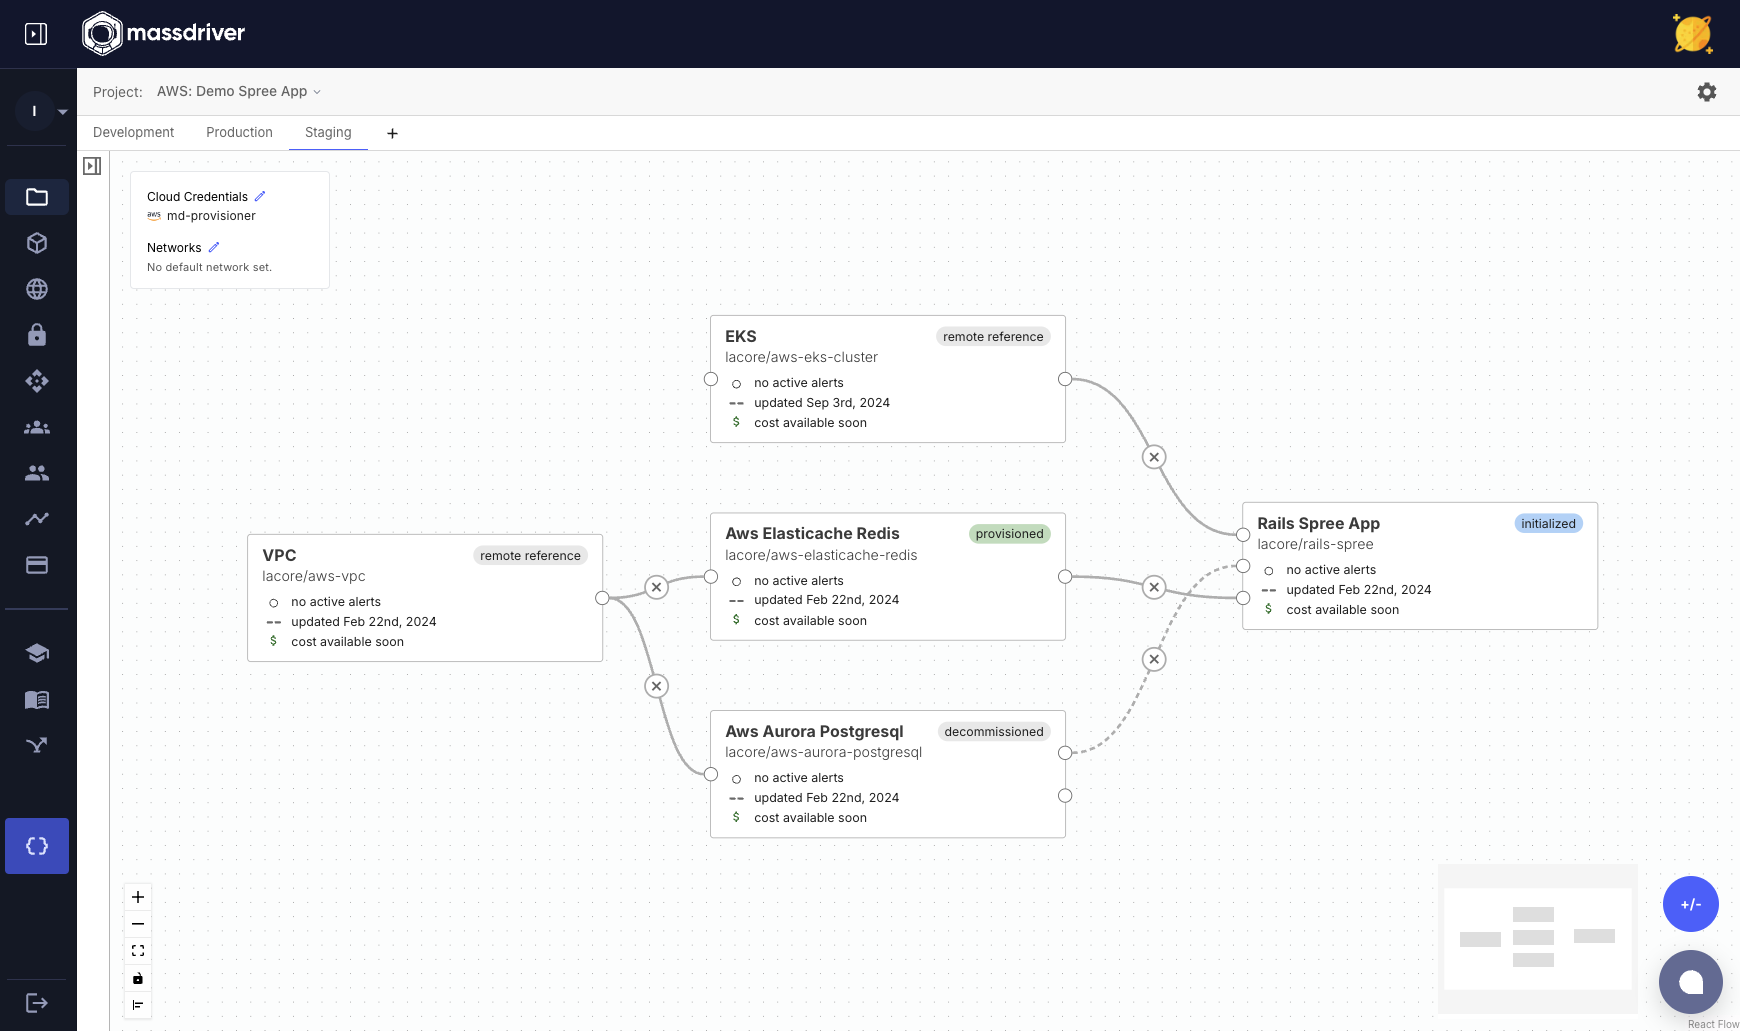 massdriver
I
Project: AWS: Demo Spree App
Development Production Staging +
Cloud Credentials
aws md-provisioner
Networks
No default network set.
EKS remote reference
lacore/aws-eks-cluster
no active alerts
-- updated Sep 3rd, 2024
$ cost available soon
VPC remote reference
lacore/aws-vpc
no active alerts
-- updated Feb 22nd, 2024
$ cost available soon
Aws Elasticache Redis provisioned
lacore/aws-elasticache-redis
no active alerts
-- updated Feb 22nd, 2024
$ cost available soon
Aws Aurora Postgresql decommissioned
lacore/aws-aurora-postgresql
no active alerts
-- updated Feb 22nd, 2024
$ cost available soon
Rails Spree App initialized
lacore/rails-spree
no active alerts
-- updated Feb 22nd, 2024
$ cost available soon
+/-
React Flow